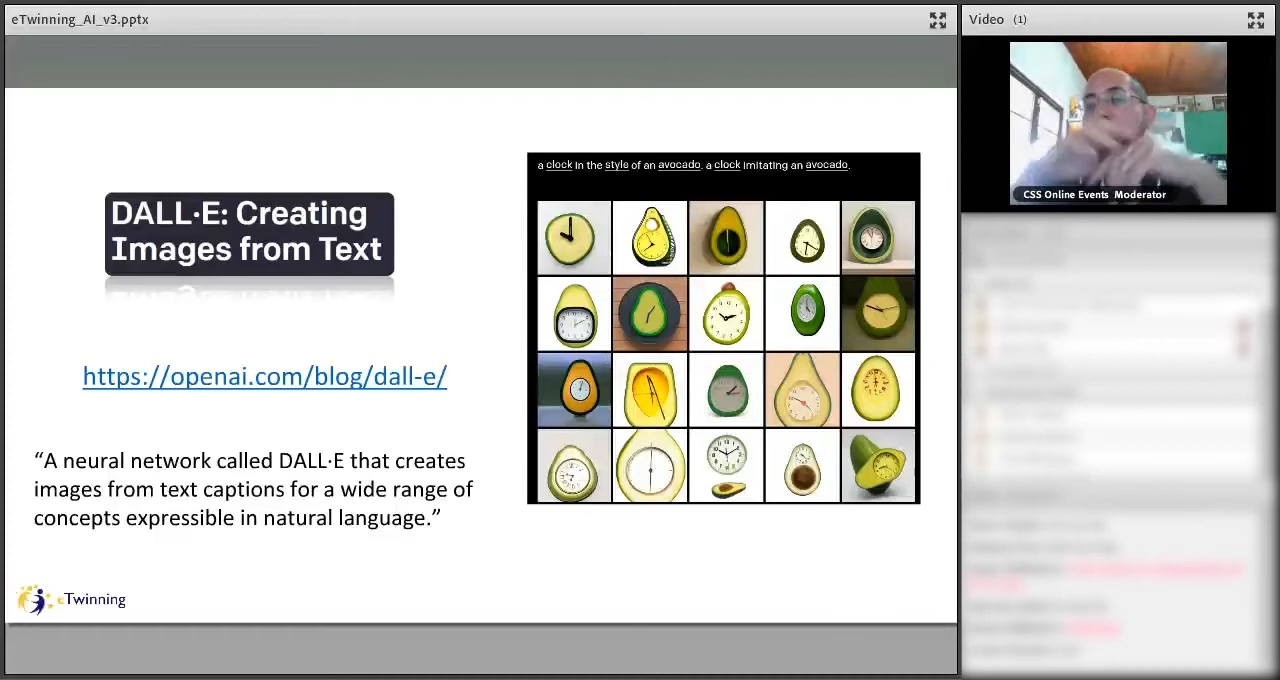 eTwinning_AI_v3.pptx
Video (1)
CSS Online Events Moderator
DALL·E: Creating
Images from Text
https://openai.com/blog/dall-e/
“A neural network called DALL·E that creates
images from text captions for a wide range of
concepts expressible in natural language.”
a clock in the style of an avocado. a clock imitating an avocado.
eTwinning